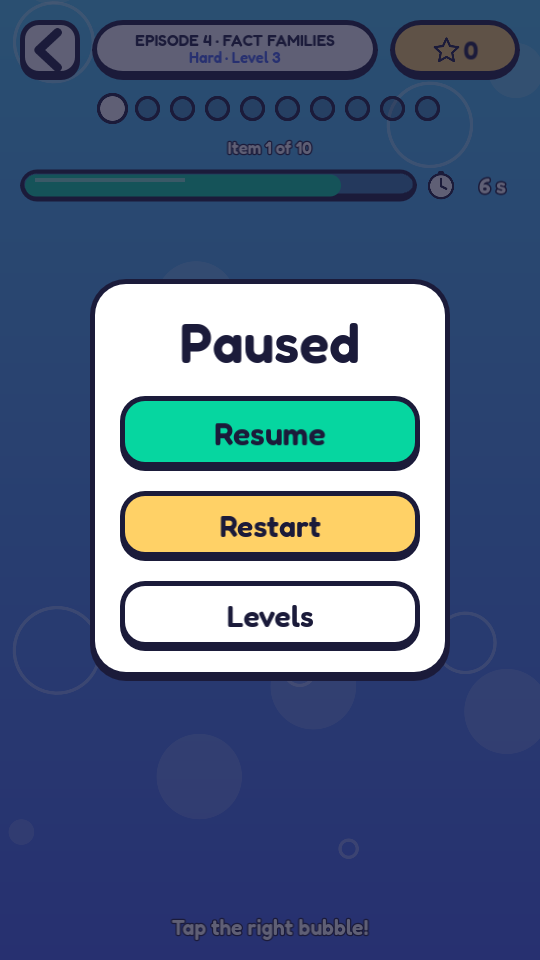 EPISODE 4 · FACT FAMILIES
Hard · Level 3
0
Item 1 of 10
6 s
Paused
Resume
Restart
Levels
Tap the right bubble!